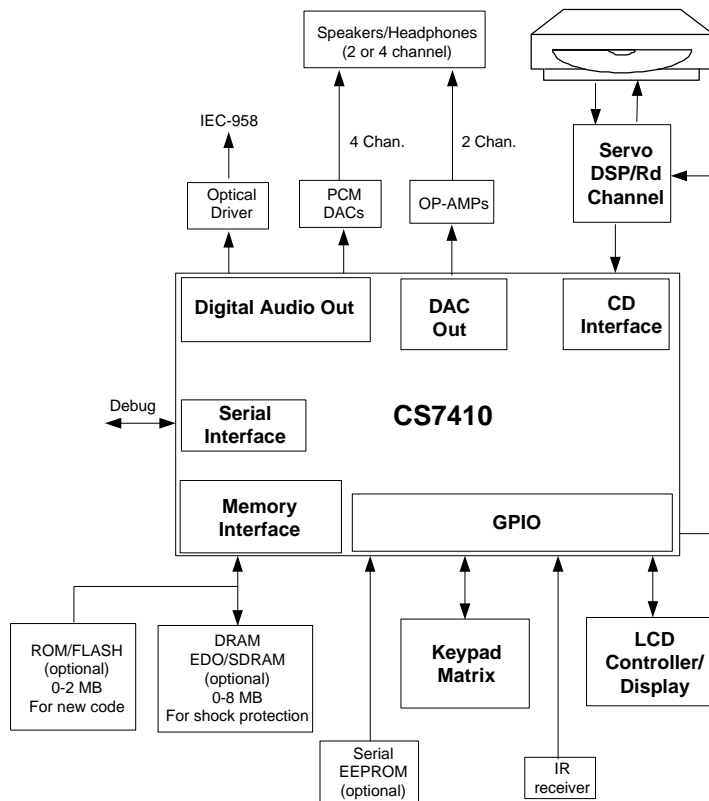 Speakers/Headphones
(2 or 4 channel)
IEC-958
4 Chan.
2 Chan.
Servo
DSP/Rd
Channel
Optical
Driver
PCM
DACs
OP-AMPs
Digital Audio Out
DAC
Out
CD
Interface
Debug
Serial
Interface
CS7410
Memory
Interface
GPIO
ROM/FLASH
(optional)
0-2 MB
For new code
DRAM
EDO/SDRAM
(optional)
0-8 MB
For shock protection
Keypad
Matrix
LCD
Controller/
Display
Serial
EEPROM
(optional)
IR
receiver